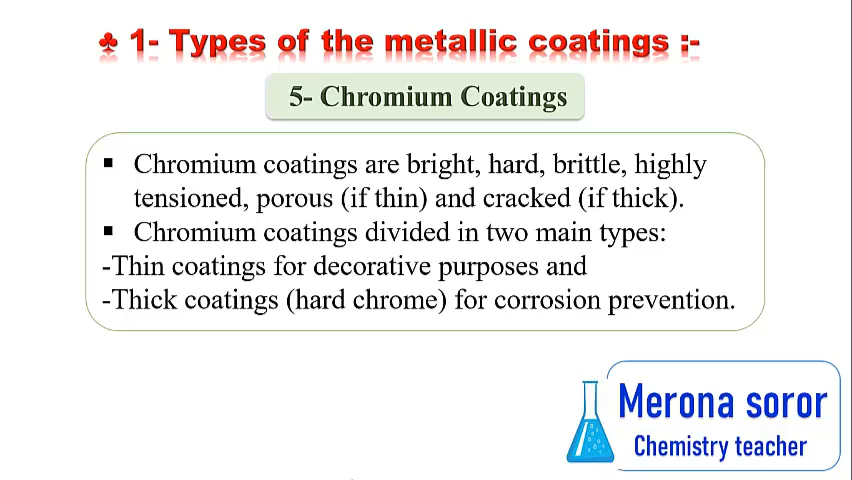 ♣ 1- Types of the metallic coatings :-
5- Chromium Coatings
▪ Chromium coatings are bright, hard, brittle, highly
tensioned, porous (if thin) and cracked (if thick).
▪ Chromium coatings divided in two main types:
-Thin coatings for decorative purposes and
-Thick coatings (hard chrome) for corrosion prevention.
Merona soror
Chemistry teacher